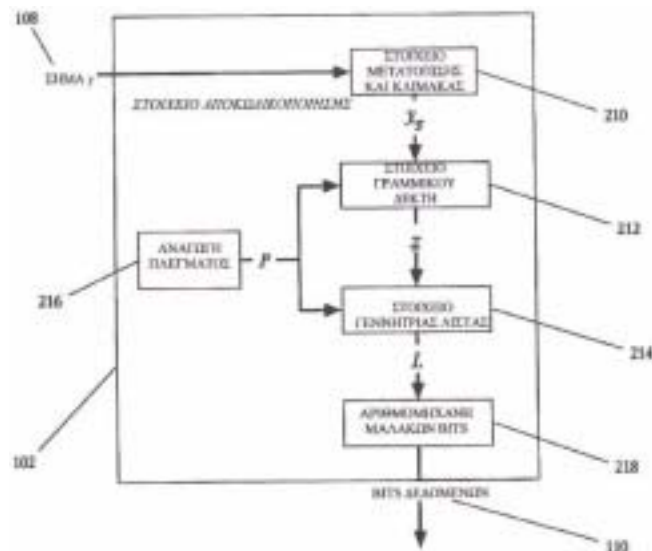 108
ΣΗΜΑ r
ΣΤΟΙΧΕΙΟ
ΜΕΤΑΤΟΠΙΣΗΣ
ΚΑΙ ΚΛΙΜΑΚΑΣ
210
ΣΤΟΙΧΕΙΟ ΑΠΟΚΩΔΙΚΟΠΟΙΗΣΗΣ
ΣΤΟΙΧΕΙΟ
ΓΡΑΜΜΙΚΟΥ
ΔΕΚΤΗ
212
ΑΝΑΓΩΓΗ
ΠΛΕΓΜΑΤΟΣ
P
216
ΣΤΟΙΧΕΙΟ
ΓΕΝΝΗΤΡΙΑΣ ΛΙΣΤΑΣ
214
L
ΑΡΙΘΜΟΜΗΧΑΝΗ
ΜΑΛΑΚΩΝ BITS
102
218
BITS ΔΕΔΟΜΕΝΩΝ
110